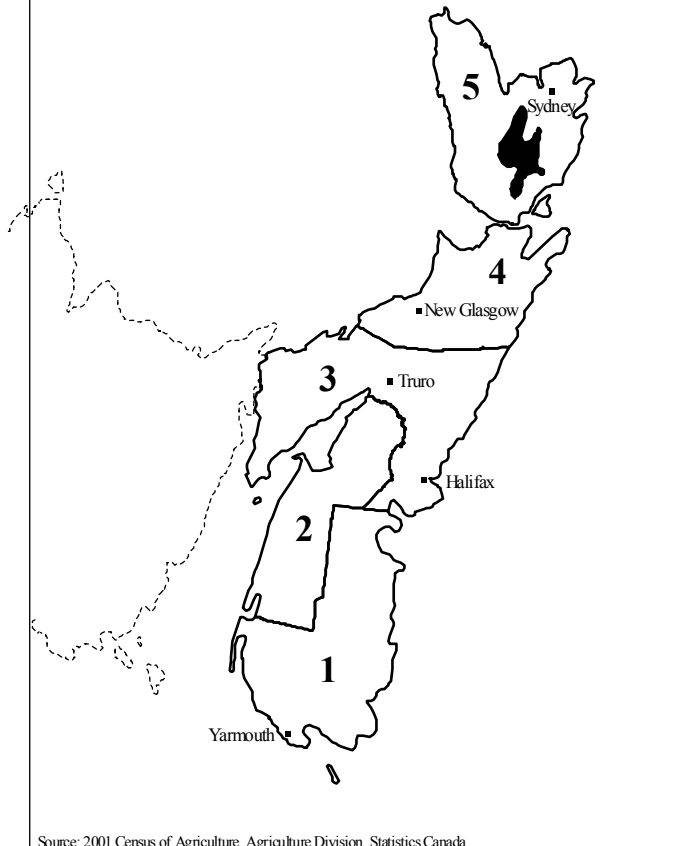 5
Sydney
4
New Glasgow
3
Truro
Halifax
2
1
Yarmouth
Source: 2001 Census of Agriculture, Agriculture Division, Statistics Canada